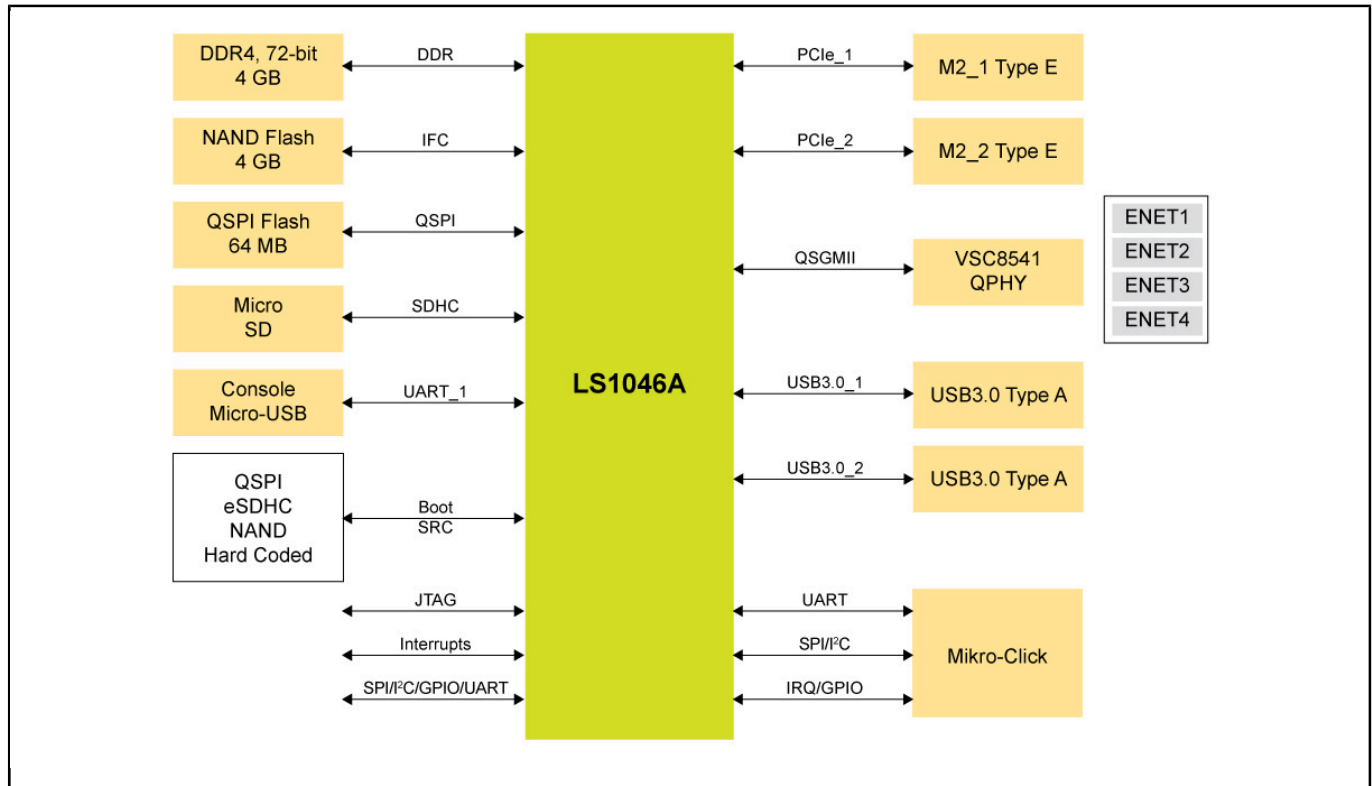 DDR4, 72-bit
4 GB
DDR
NAND Flash
4 GB
IFC
QSPI Flash
64 MB
QSPI
Micro
SD
SDHC
Console
Micro-USB
UART_1
QSPI
eSDHC
NAND
Hard Coded
Boot
SRC
JTAG
Interrupts
SPI/I²C/GPIO/UART
LS1046A
PCIe_1
M2_1 Type E
PCIe_2
M2_2 Type E
QSGMII
VSC8541
QPHY
ENET1
ENET2
ENET3
ENET4
USB3.0_1
USB3.0 Type A
USB3.0_2
USB3.0 Type A
UART
SPI/I²C
IRQ/GPIO
Mikro-Click